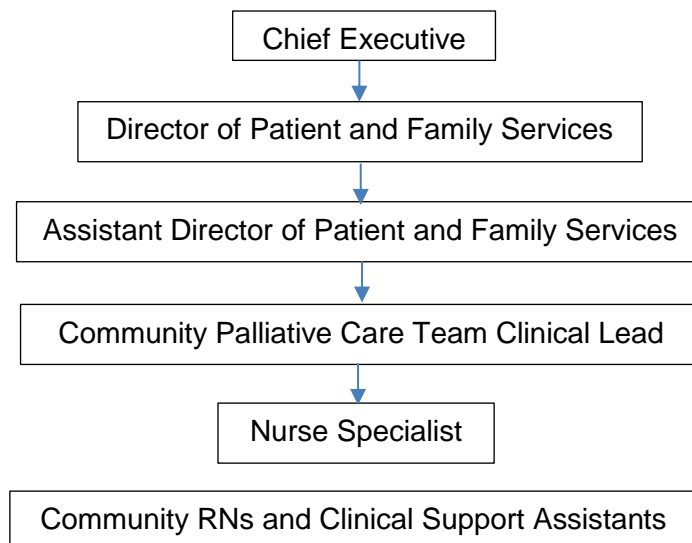 Chief Executive
Director of Patient and Family Services
Assistant Director of Patient and Family Services
Community Palliative Care Team Clinical Lead
Nurse Specialist
Community RNs and Clinical Support Assistants